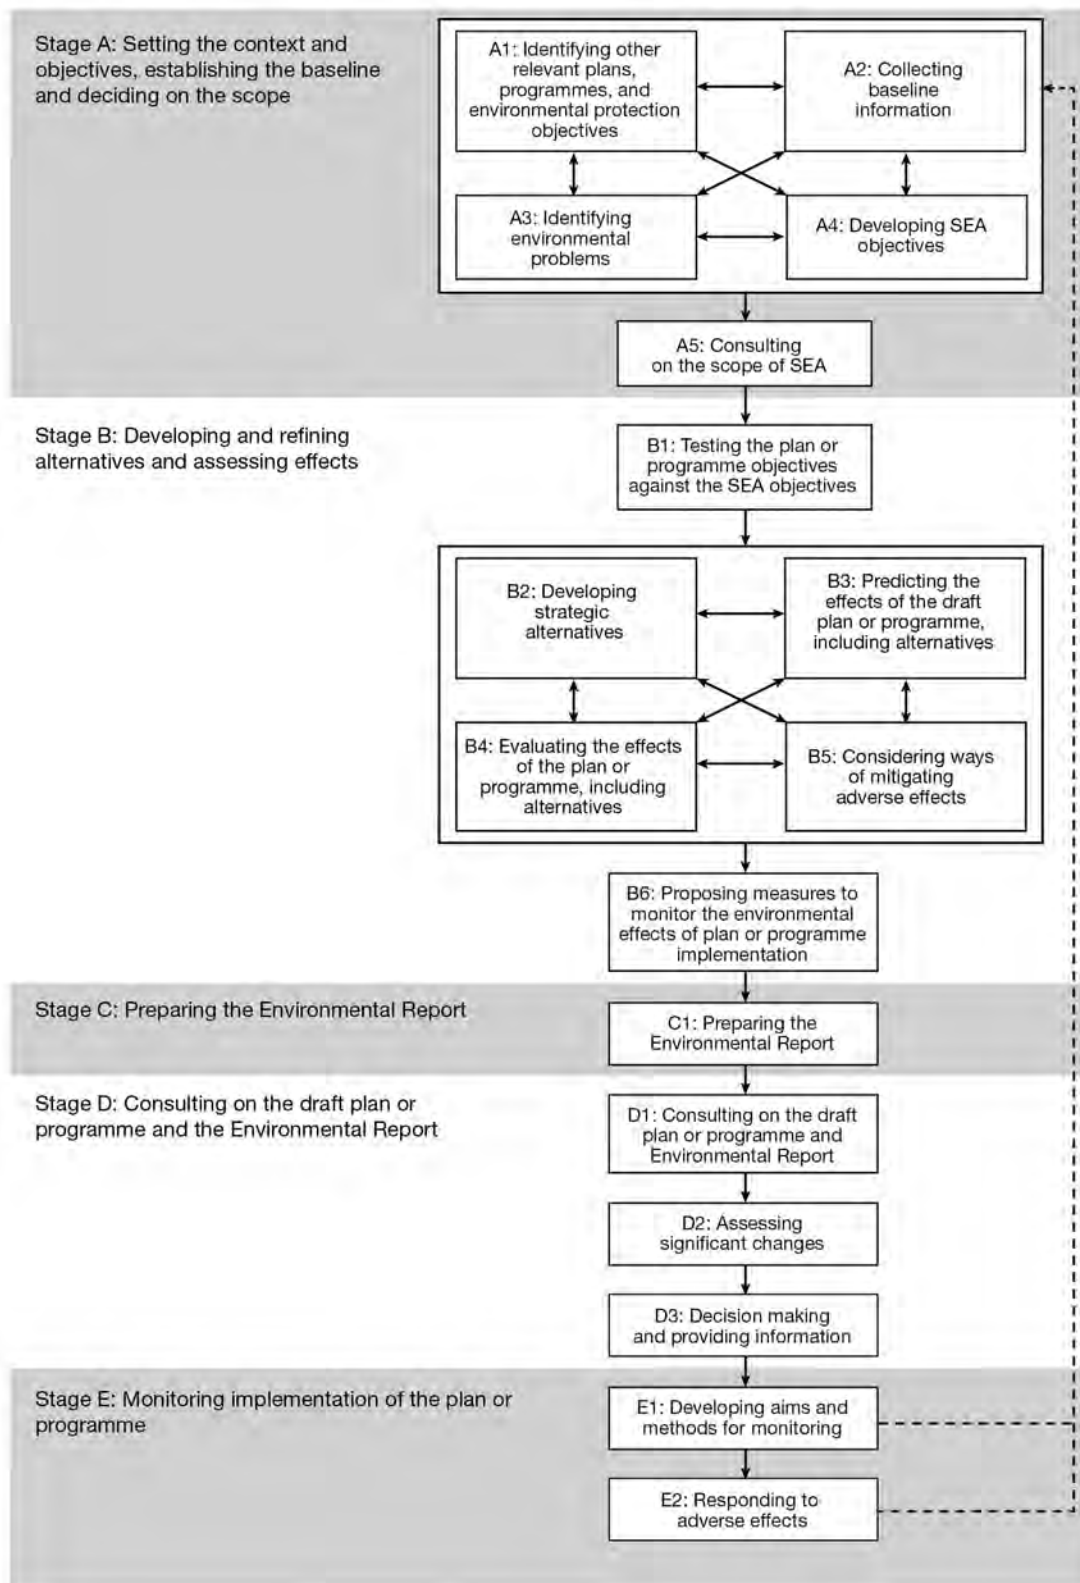 Stage A: Setting the context and
objectives, establishing the baseline
and deciding on the scope
A1: Identifying other
relevant plans,
programmes, and
environmental protection
objectives
A2: Collecting
baseline
information
A3: Identifying
environmental
problems
A4: Developing SEA
objectives
A5: Consulting
on the scope of SEA
Stage B: Developing and refining
alternatives and assessing effects
B1: Testing the plan or
programme objectives
against the SEA objectives
B2: Developing
strategic
alternatives
B3: Predicting the
effects of the draft
plan or programme,
including alternatives
B4: Evaluating the effects
of the plan or
programme, including
alternatives
B5: Considering ways
of mitigating
adverse effects
B6: Proposing measures to
monitor the environmental
effects of plan or programme
implementation
Stage C: Preparing the Environmental Report
C1: Preparing the
Environmental Report
Stage D: Consulting on the draft plan or
programme and the Environmental Report
D1: Consulting on the draft
plan or programme and
Environmental Report
D2: Assessing
significant changes
D3: Decision making
and providing information
Stage E: Monitoring implementation of the plan or
programme
E1: Developing aims and
methods for monitoring
E2: Responding to
adverse effects